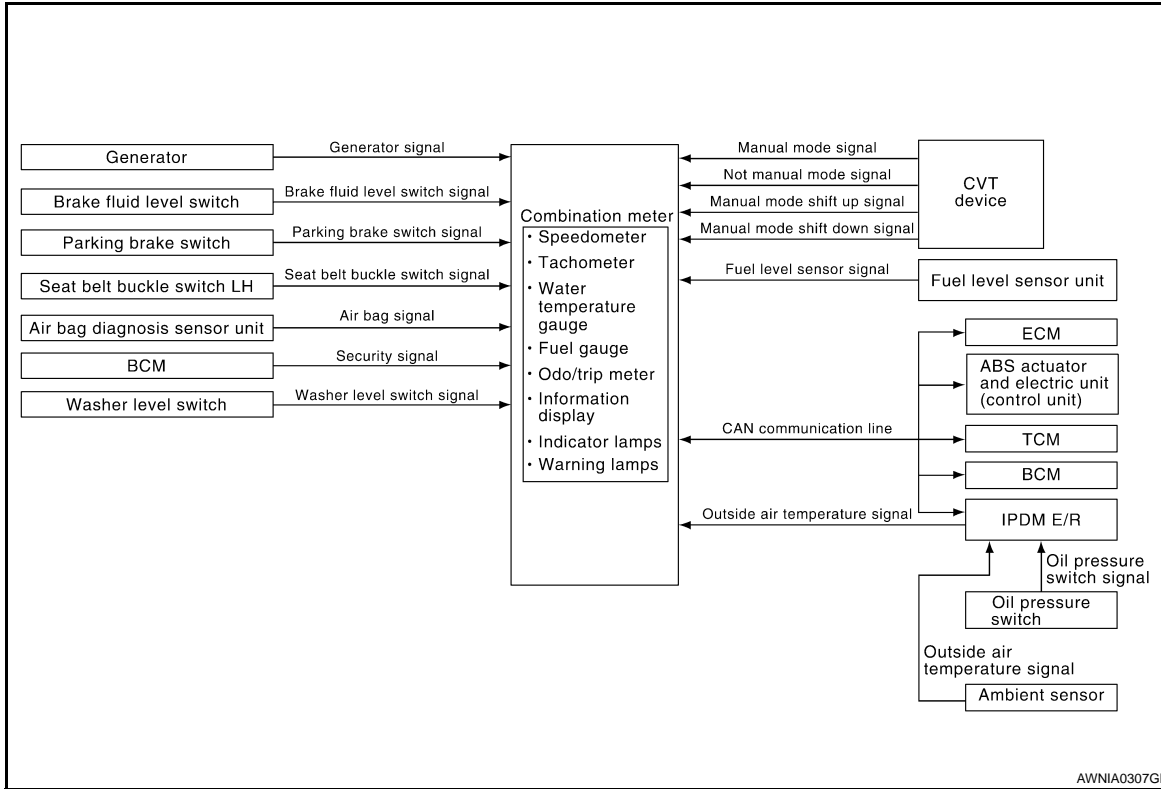 Generator
Generator signal
Brake fluid level switch
Brake fluid level switch signal
Parking brake switch
Parking brake switch signal
Seat belt buckle switch LH
Seat belt buckle switch signal
Air bag diagnosis sensor unit
Air bag signal
BCM
Security signal
Washer level switch
Washer level switch signal
Combination meter
· Speedometer
· Tachometer
· Water
temperature
gauge
· Fuel gauge
· Odo/trip meter
· Information
display
· Indicator lamps
· Warning lamps
Manual mode signal
Not manual mode signal
Manual mode shift up signal
Manual mode shift down signal
CVT
device
Fuel level sensor signal
Fuel level sensor unit
CAN communication line
ECM
ABS actuator
and electric unit
(control unit)
TCM
BCM
Outside air temperature signal
IPDM E/R
Oil pressure
switch signal
Oil pressure
switch
Outside air
temperature signal
Ambient sensor